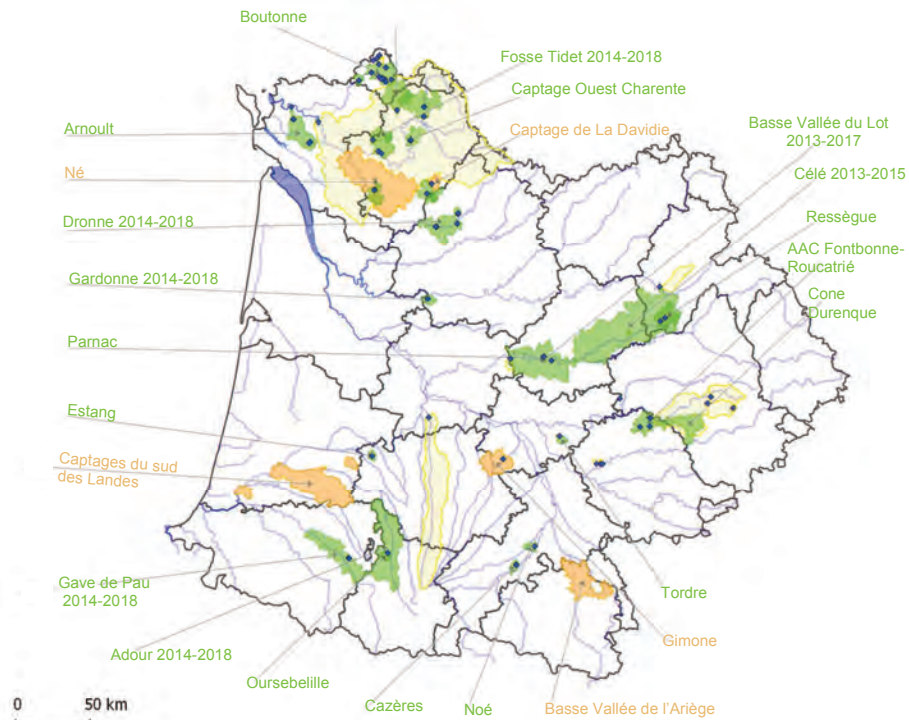 Boutonne
Fosse Tidet 2014-2018
Captage Ouest Charente
Basse Vallée du Lot
2013-2017
Arnoult
Captage de La Davidie
Célé 2013-2015
Né
Ressègue
Dronne 2014-2018
AAC Fontbonne-
Roucatrié
Gardonne 2014-2018
Cone
Durenque
Parnac
Estang
Captages du sud
des Landes
Gave de Pau
2014-2018
Tordre
Gimone
Adour 2014-2018
Oursebelille
Cazères
Noé
Basse Vallée de l'Ariège
0 50 km